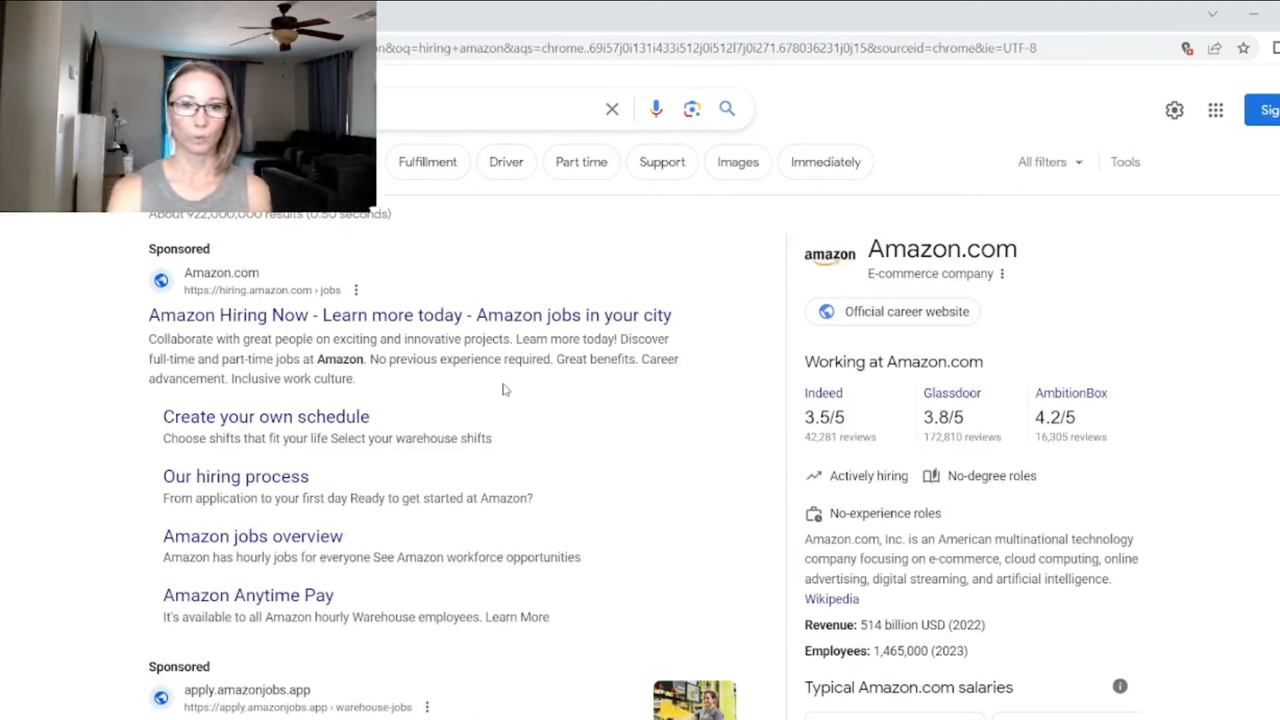 n&oq=hiring+amazon&aqs=chrome..69i57j0i131i433i512j0i512l7j0i271.678036231j0j15&sourceid=chrome&ie=UTF-8
Sig
Fulfillment
Driver
Part time
Support
Images
Immediately
All filters
Tools
About 922,000,000 results (0.50 seconds)
Sponsored
Amazon.com
https://hiring.amazon.com › jobs
Amazon Hiring Now - Learn more today - Amazon jobs in your city
Collaborate with great people on exciting and innovative projects. Learn more today! Discover
full-time and part-time jobs at Amazon. No previous experience required. Great benefits. Career
advancement. Inclusive work culture.
Create your own schedule
Choose shifts that fit your life Select your warehouse shifts
Our hiring process
From application to your first day Ready to get started at Amazon?
Amazon jobs overview
Amazon has hourly jobs for everyone See Amazon workforce opportunities
Amazon Anytime Pay
It's available to all Amazon hourly Warehouse employees. Learn More
Sponsored
apply.amazonjobs.app
https://apply.amazonjobs.app › warehouse-jobs
amazon
Amazon.com
E-commerce company
Official career website
Working at Amazon.com
Indeed
3.5/5
42,281 reviews
Glassdoor
3.8/5
172,810 reviews
AmbitionBox
4.2/5
16,305 reviews
Actively hiring
No-degree roles
No-experience roles
Amazon.com, Inc. is an American multinational technology
company focusing on e-commerce, cloud computing, online
advertising, digital streaming, and artificial intelligence.
Wikipedia
Revenue: 514 billion USD (2022)
Employees: 1,465,000 (2023)
Typical Amazon.com salaries